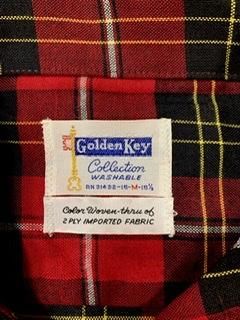 Golden Key
Collection
WASHABLE
RN 31432-15-M-15½
Color Woven-thru of
2 PLY IMPORTED FABRIC